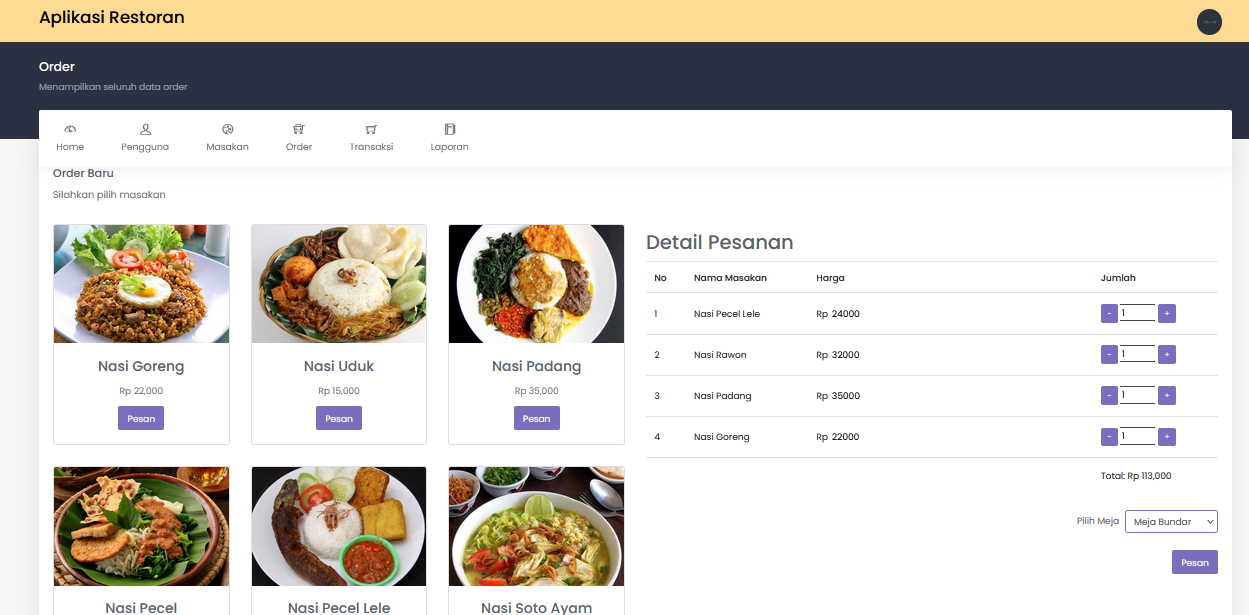 Aplikasi Restoran
Order
Menampilkan seluruh data order
Home Pengguna Masakan Order Transaksi Laporan
Order Baru
Silahkan pilih masakan
Nasi Goreng
Rp 22,000
Pesan
Nasi Uduk
Rp 15,000
Pesan
Nasi Padang
Rp 35,000
Pesan
Nasi Pecel
Nasi Pecel Lele
Nasi Soto Ayam
Detail Pesanan
No Nama Masakan Harga Jumlah
1 Nasi Pecel Lele Rp 24000 - 1 +
2 Nasi Rawon Rp 32000 - 1 +
3 Nasi Padang Rp 35000 - 1 +
4 Nasi Goreng Rp 22000 - 1 +
Total: Rp 113,000
Pilih Meja Meja Bundar
Pesan